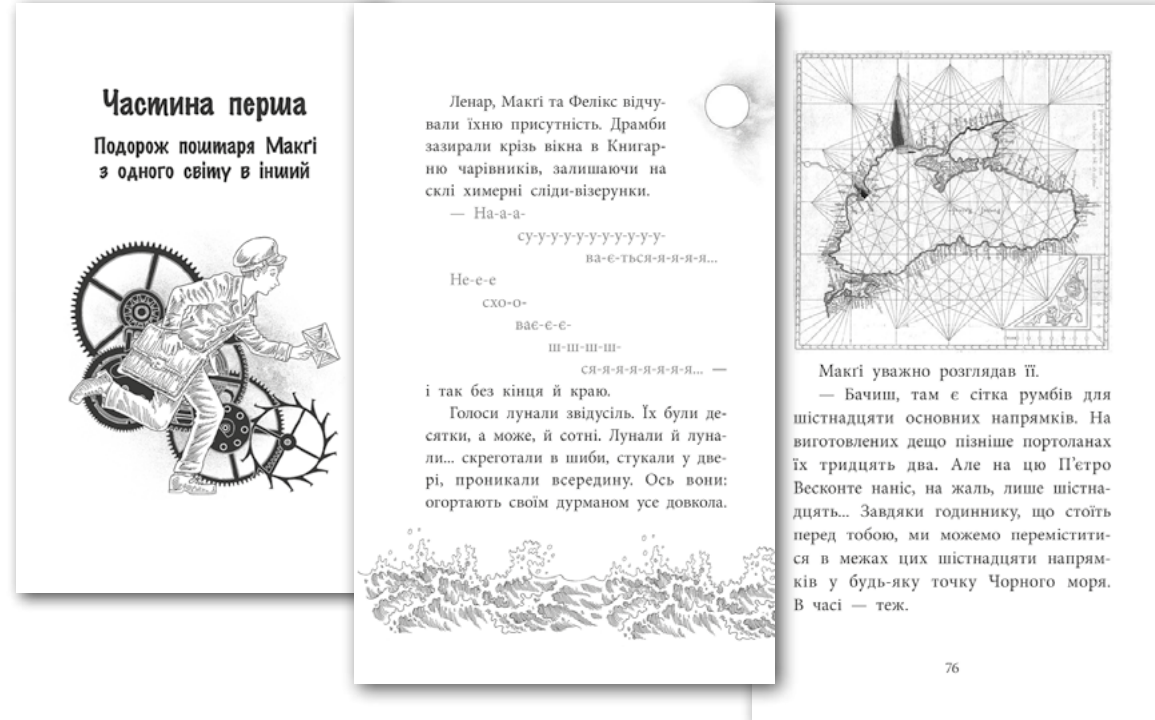 Частина перша
Подорож поштаря Макґі
з одного світу в інший
Ленар, Макґі та Фелікс відчу-
вали їхню присутність. Драмби
зазирали крізь вікна в Книгар-
ню чарівників, залишаючи на
склі химерні сліди-візерунки.
— На-а-а-
су-у-у-у-у-у-у-у-у-у-у-
ва-є-ться-я-я-я-я-я...
Не-е-е
схо-о-
ває-є-є-
ш-ш-ш-ш-
ся-я-я-я-я-я-я-я... —
і так без кінця й краю.
Голоси лунали звідусіль. Їх були де-
сятки, а може, й сотні. Лунали й луна-
ли... скреготали в шиби, стукали у две-
рі, проникали всередину. Ось вони:
огортають своїм дурманом усе довкола.
Макґі уважно розглядав її.
— Бачиш, там є сітка румбів для
шістнадцяти основних напрямків. На
виготовлених дещо пізніше портоланах
їх тридцять два. Але на цю П’єтро
Весконте наніс, на жаль, лише шістна-
дцять... Завдяки годиннику, що стоїть
перед тобою, ми можемо перемістити-
ся в межах цих шістнадцяти напрям-
ків у будь-яку точку Чорного моря.
В часі — теж.
76